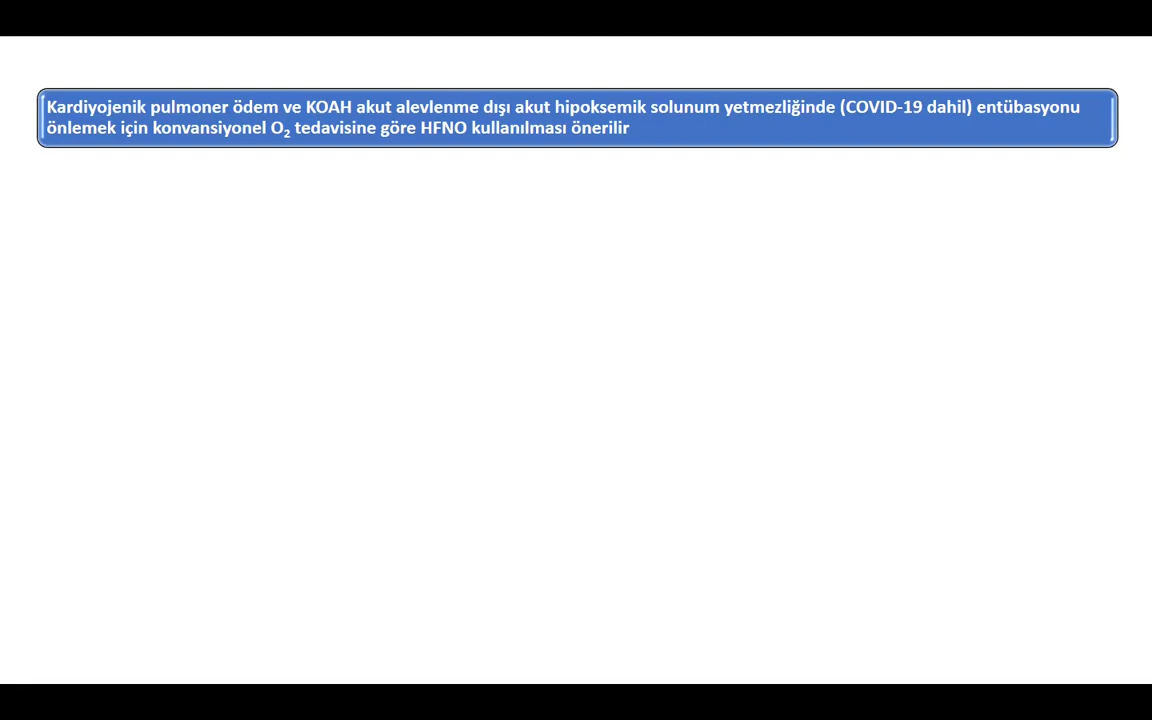 Kardiyojenik pulmoner ödem ve KOAH akut alevlenme dışı akut hipoksemik solunum yetmezliğinde (COVID-19 dahil) entübasyonu
önlemek için konvansiyonel O₂ tedavisine göre HFNO kullanılması önerilir